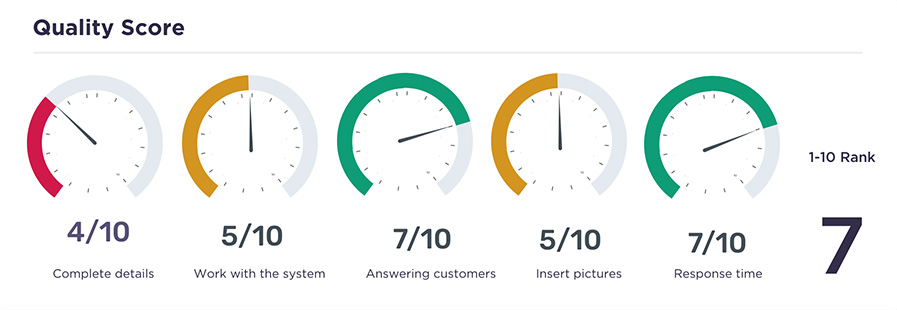 Quality Score
4/10
5/10
7/10
5/10
7/10
Complete details
Work with the system
Answering customers
Insert pictures
Response time
1-10 Rank
7